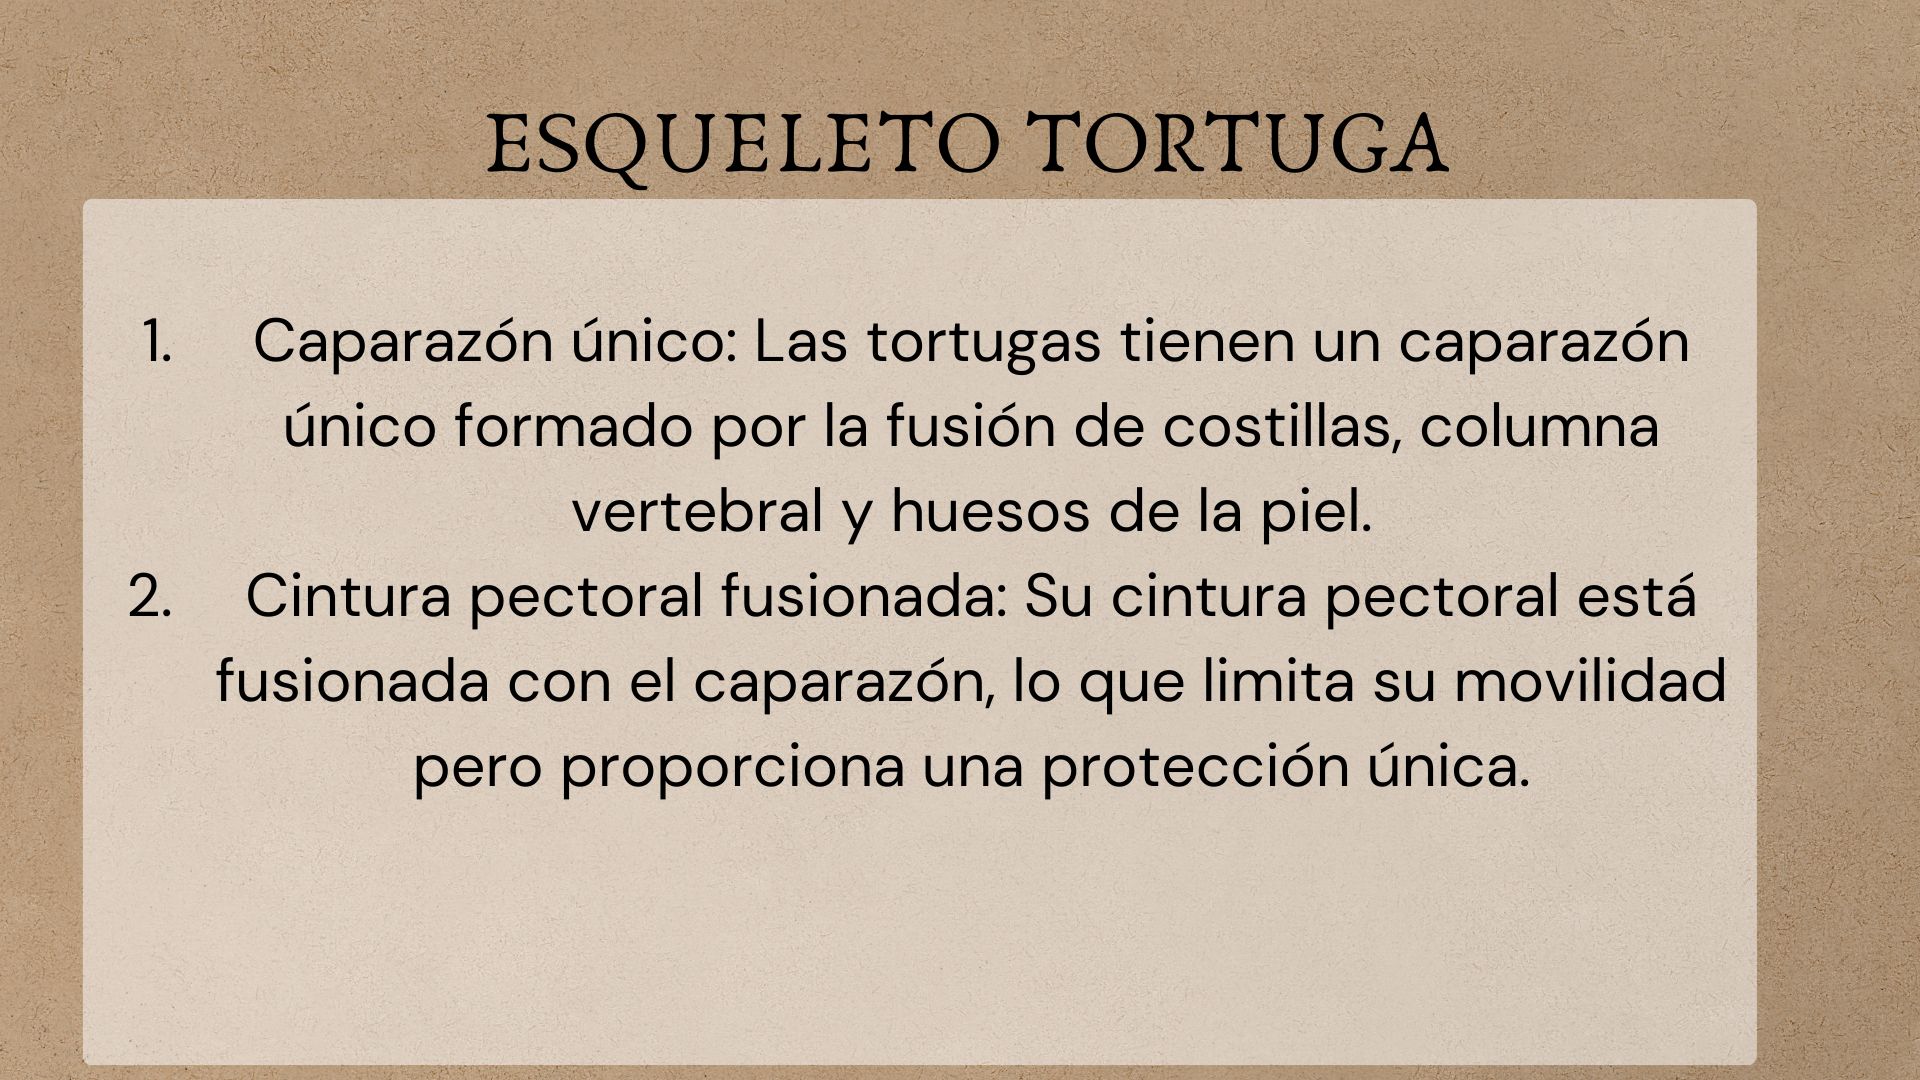 ESQUELETO TORTUGA
1. Caparazón único: Las tortugas tienen un caparazón
único formado por la fusión de costillas, columna
vertebral y huesos de la piel.
2. Cintura pectoral fusionada: Su cintura pectoral está
fusionada con el caparazón, lo que limita su movilidad
pero proporciona una protección única.